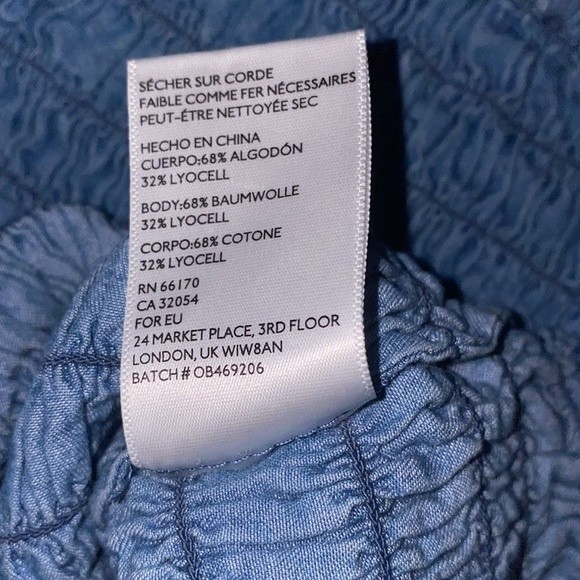 SÉCHER SUR CORDE
FAIBLE COMME FER NÉCESSAIRES
PEUT-ÉTRE NETTOYÉE SEC
HECHO EN CHINA
CUERPO:68% ALGODÓN
32% LYOCELL
BODY:68% BAUMWOLLE
32% LYOCELL
CORPO:68% COTONE
32% LYOCELL
RN 66170
CA 32054
FOR EU
24 MARKET PLACE, 3RD FLOOR
LONDON, UK WIW8AN
BATCH # OB469206